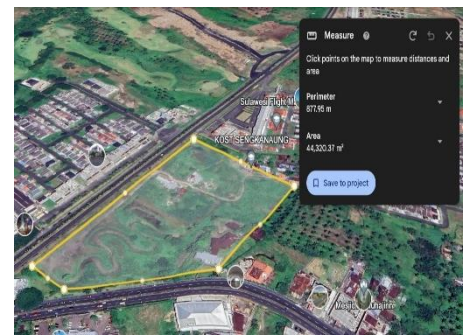 Measure
Click points on the map to measure distances and
area
Perimeter
877.95 m
Area
44,320.37 m²
Save to project
Sulawesi Flight M
KOST SENGKANAUNG